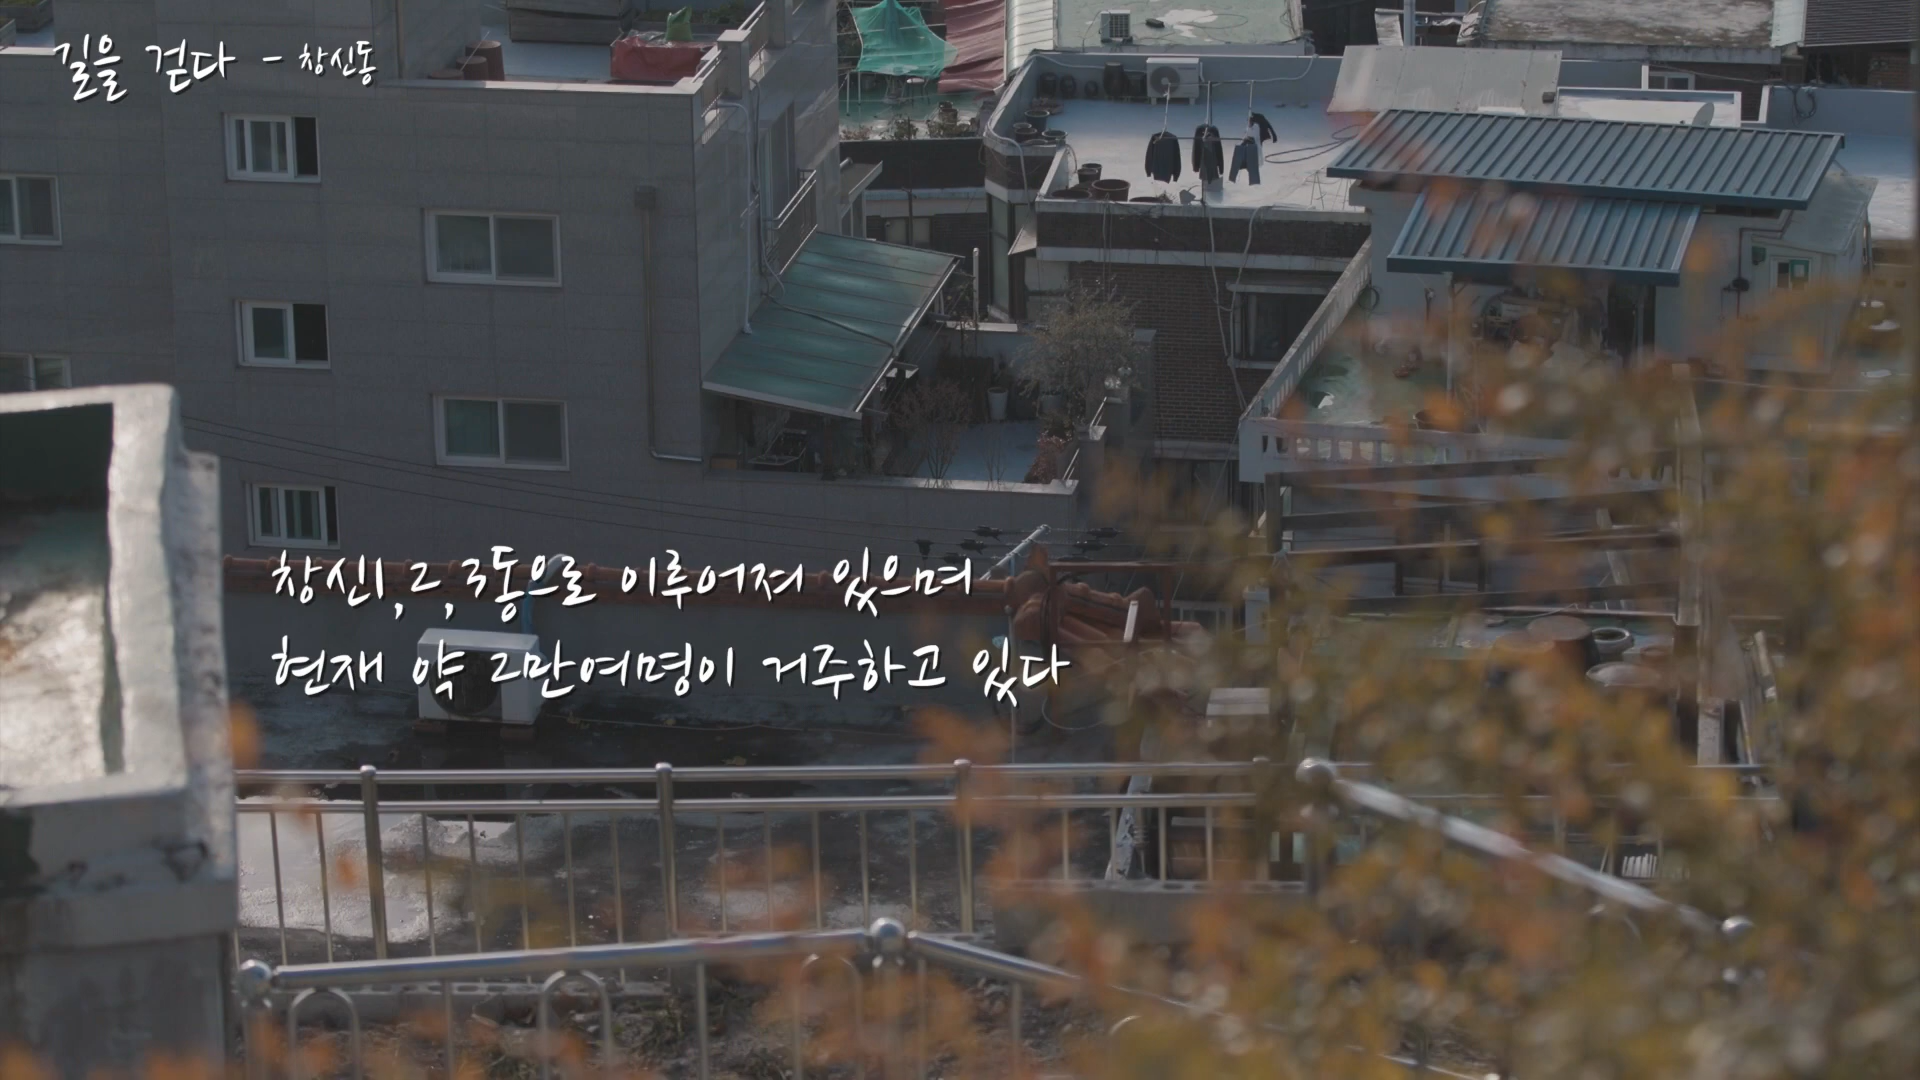 길을 걷다 - 창신동
창신1,2,3동으로 이루어져 있으며
현재 약 2만여명이 거주하고 있다